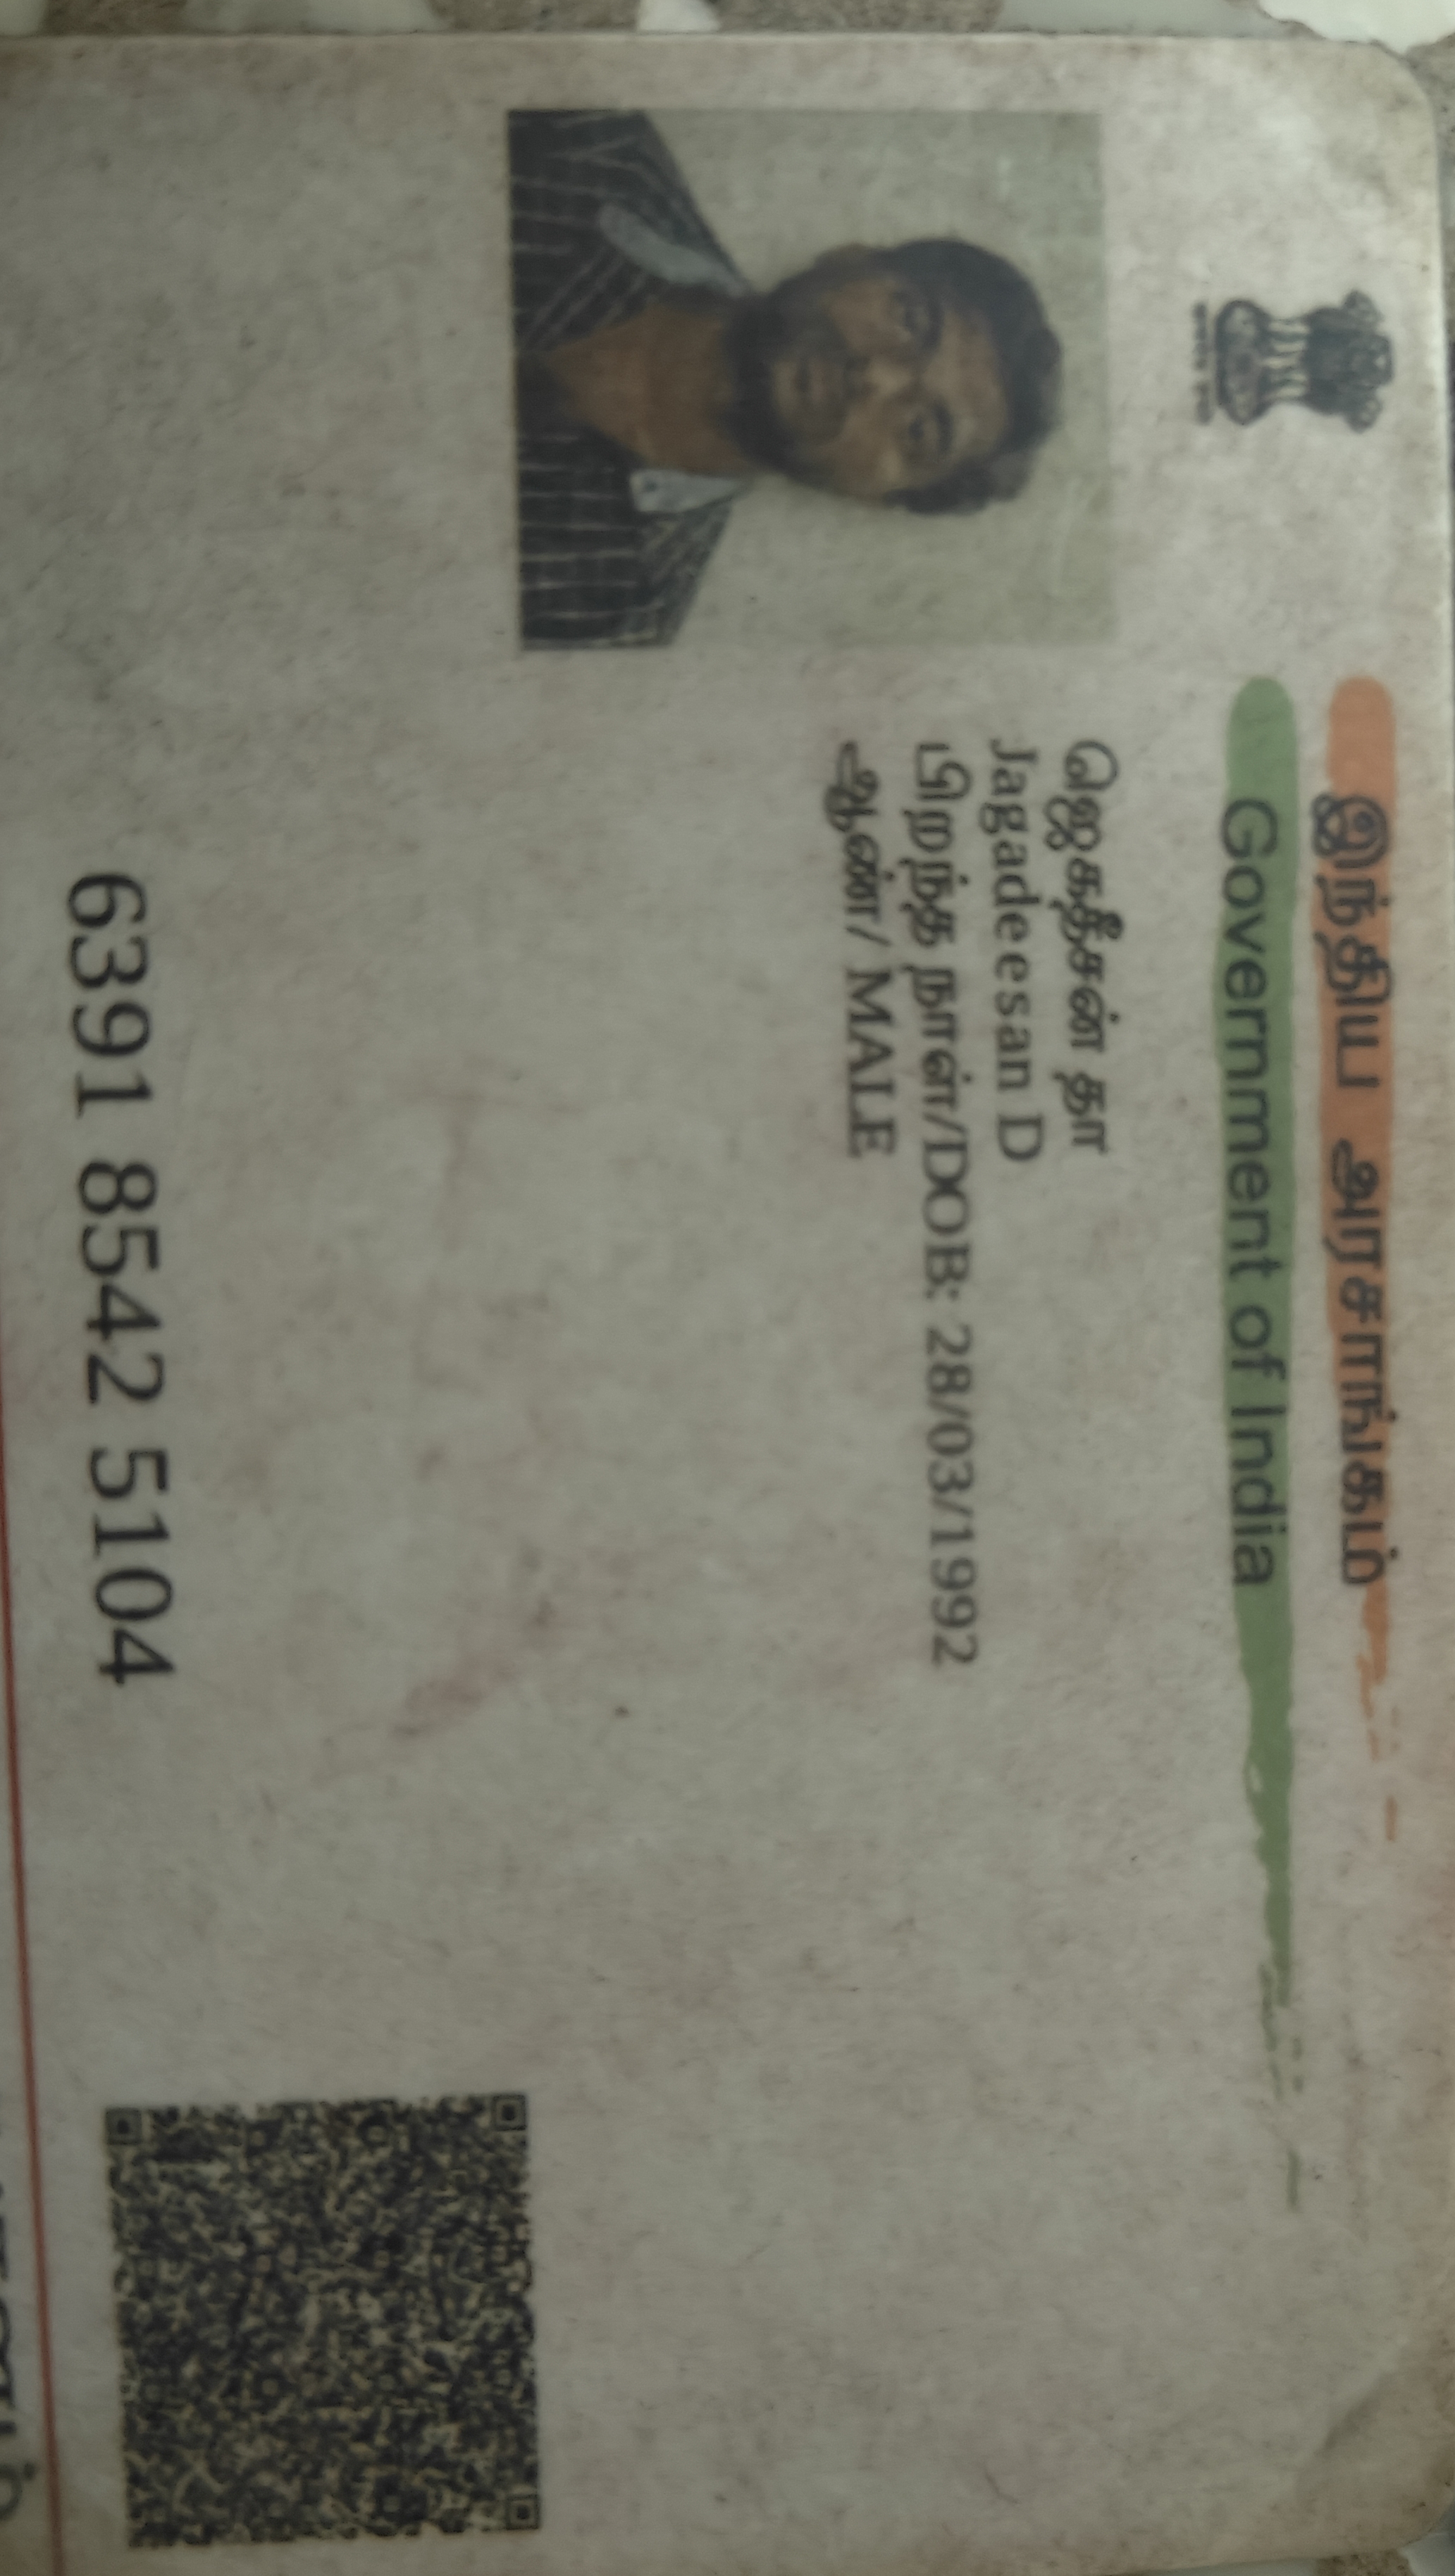 இந்திய அரசாங்கம்
Government of India
ஜெகதீசன் தா
Jagadeesan D
பிறந்த நாள்/DOB: 28/03/1992
ஆண்/ MALE
6391 8542 5104